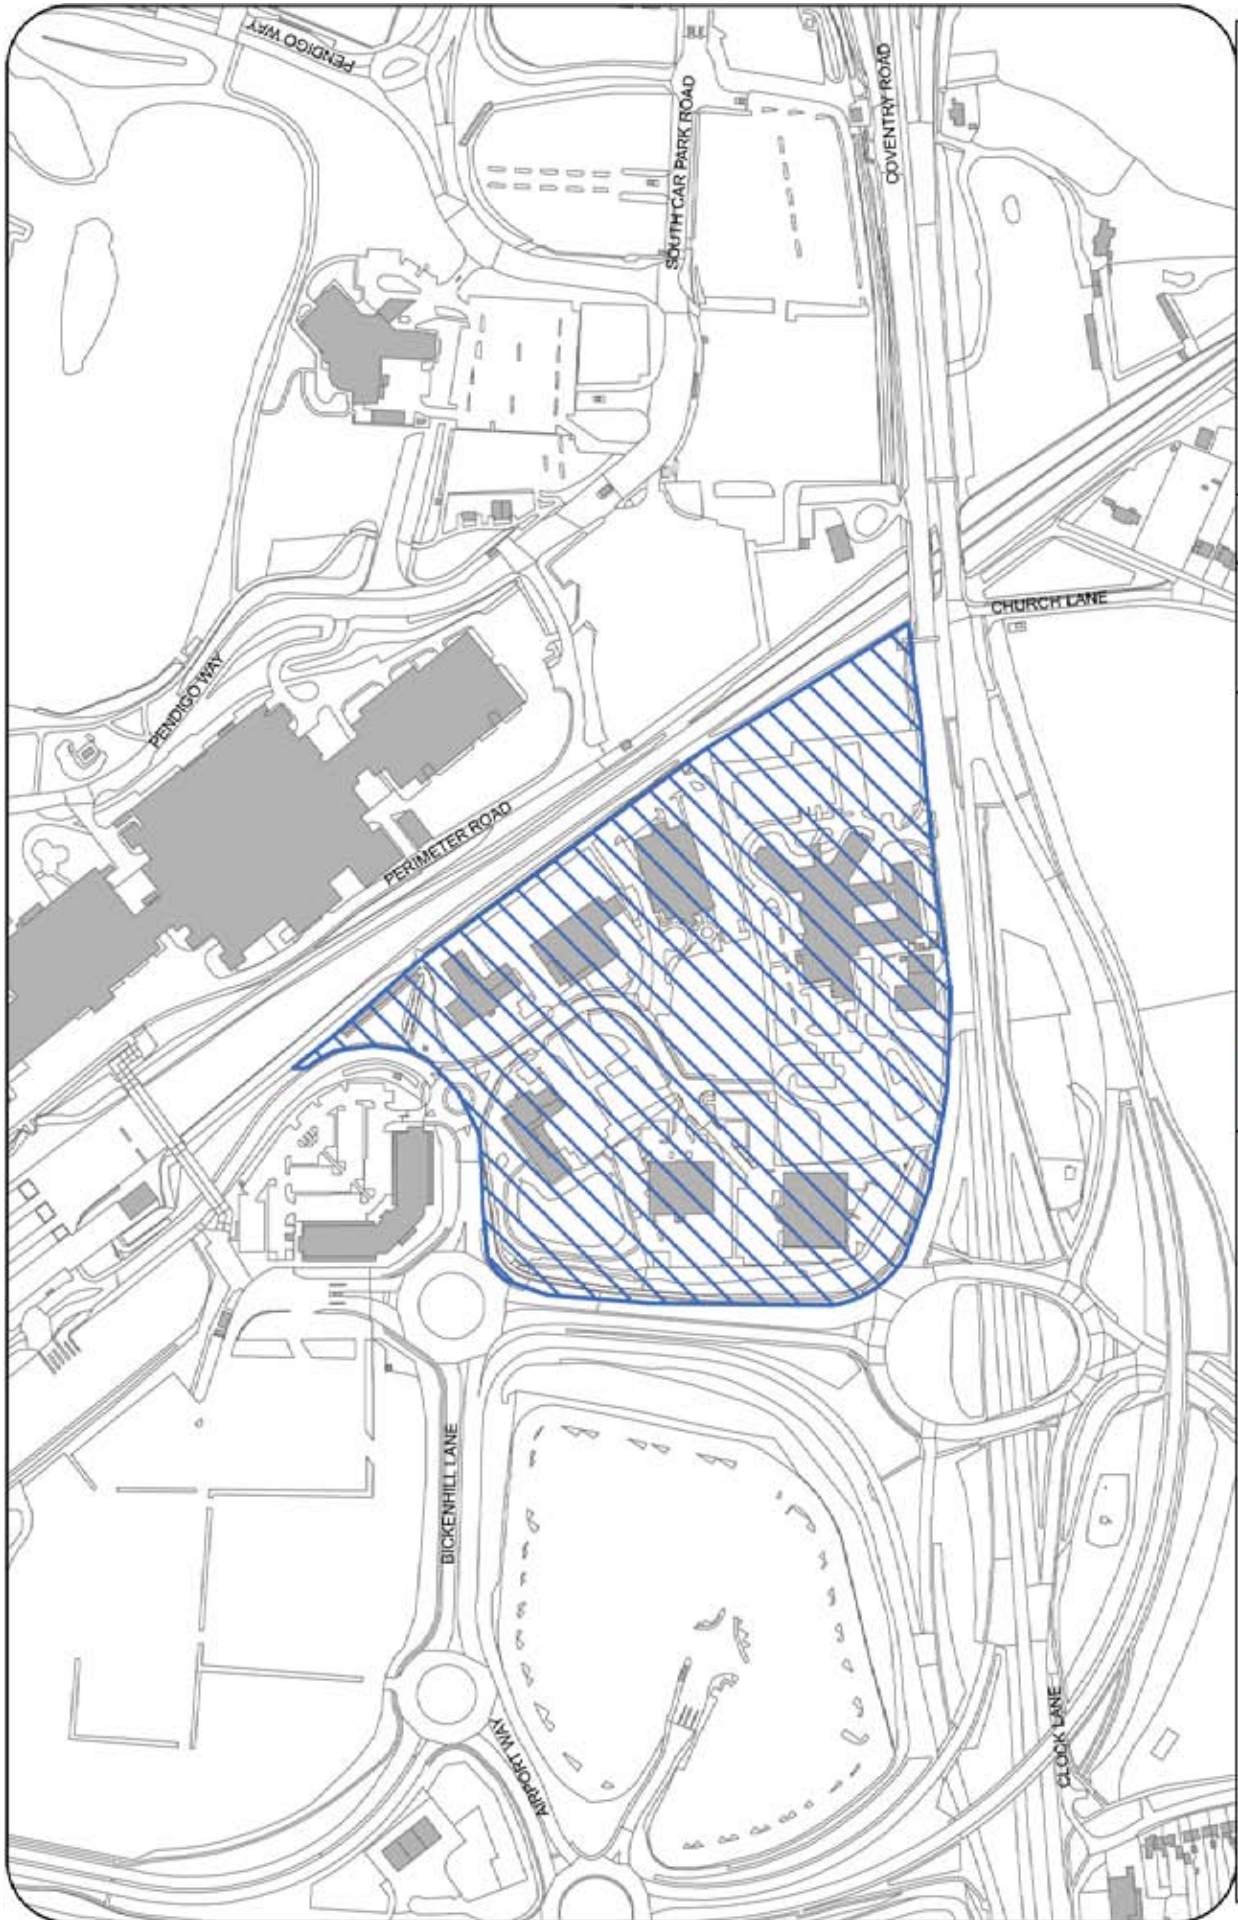 PENDIGO WAY
COVENTRY ROAD
SOUTH CAR PARK ROAD
CHURCH LANE
PENDIGO WAY
PERIMETER ROAD
BICKENHILL LANE
CLOCK LANE
AIRPORT WAY